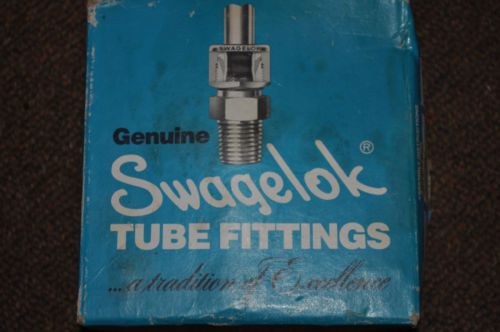 SWAGELOK
Genuine
Swagelok®
TUBE FITTINGS
...a tradition of Excellence